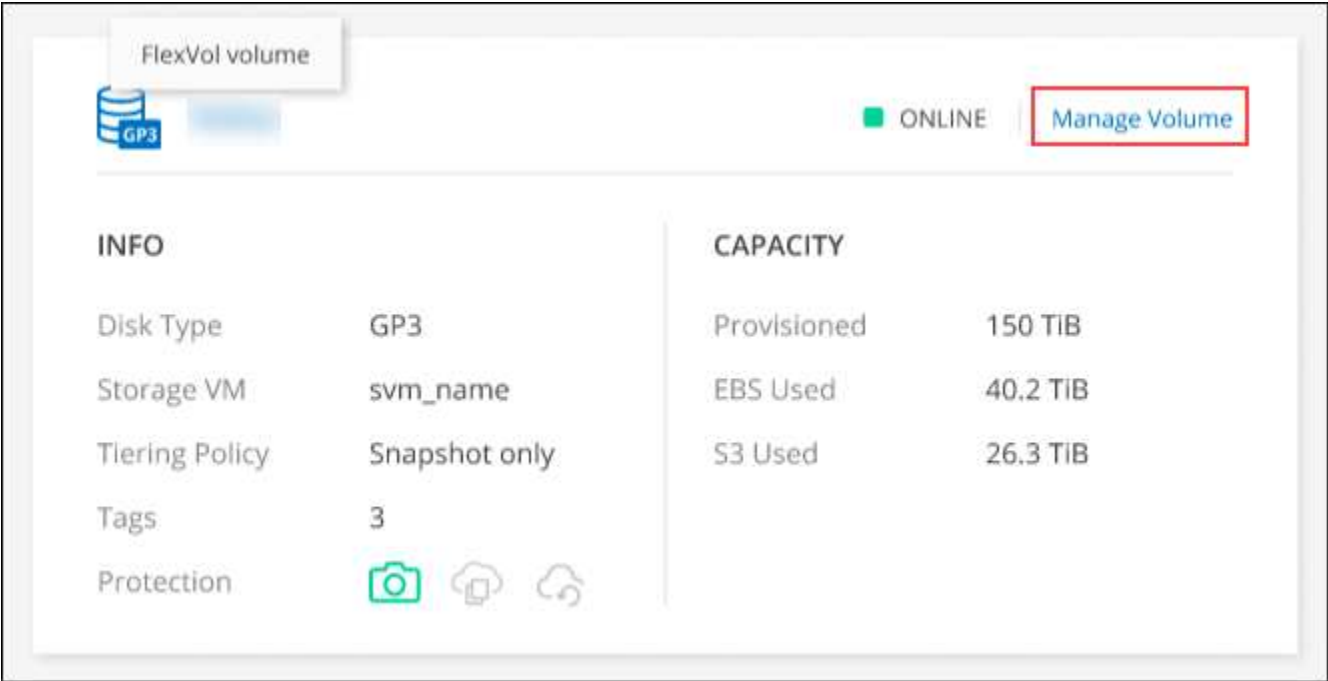 FlexVol volume
GP3
ONLINE
Manage Volume
INFO
Disk Type GP3
Storage VM svm_name
Tiering Policy Snapshot only
Tags 3
Protection
CAPACITY
Provisioned 150 TiB
EBS Used 40.2 TiB
S3 Used 26.3 TiB